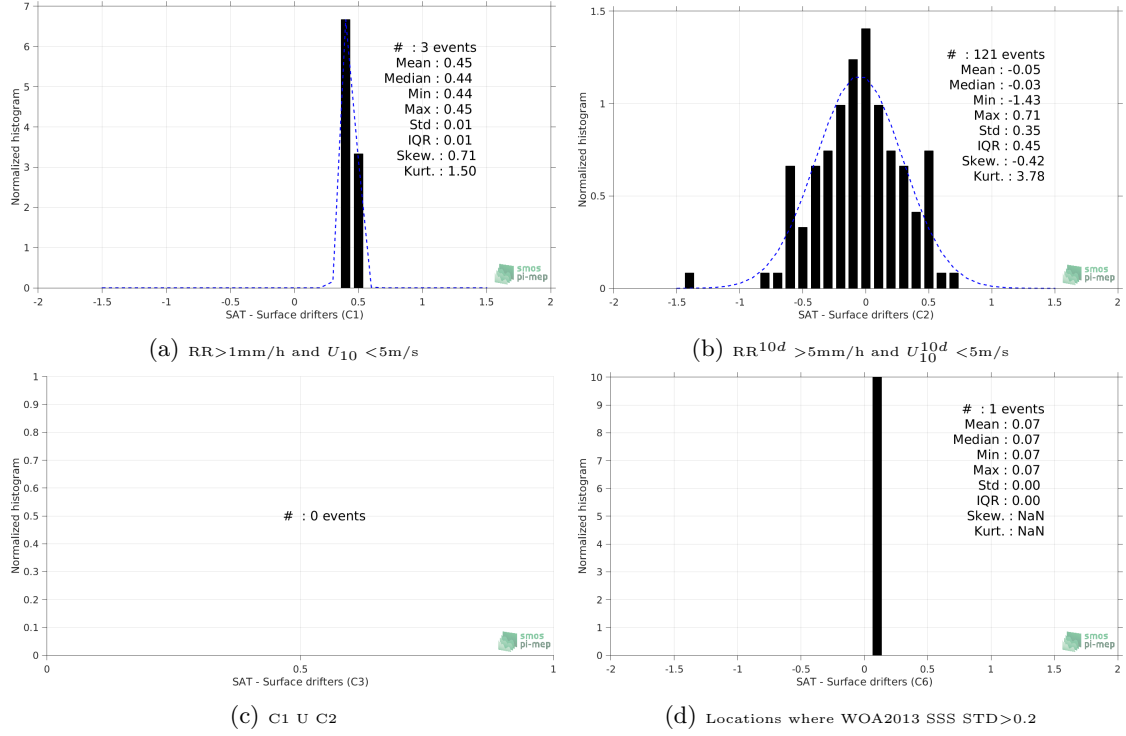 7
6
5
4
3
2
1
0
Normalized histogram
# : 3 events
Mean : 0.45
Median : 0.44
Min : 0.44
Max : 0.45
Std : 0.01
IQR : 0.01
Skew. : 0.71
Kurt. : 1.50
smos
pi-mep
-2 -1.5 -1 -0.5 0 0.5 1 1.5 2
SAT - Surface drifters (C1)
(a) RR>1mm/h and U10 <5m/s
1.5
1
0.5
0
Normalized histogram
# : 121 events
Mean : -0.05
Median : -0.03
Min : -1.43
Max : 0.71
Std : 0.35
IQR : 0.45
Skew. : -0.42
Kurt. : 3.78
smos
pi-mep
-2 -1.5 -1 -0.5 0 0.5 1 1.5 2
SAT - Surface drifters (C2)
(b) RR^10d >5mm/h and U10^10d <5m/s
1
0.9
0.8
0.7
0.6
0.5
0.4
0.3
0.2
0.1
0
Normalized histogram
# : 0 events
smos
pi-mep
0 0.5 1
SAT - Surface drifters (C3)
(c) C1 U C2
10
9
8
7
6
5
4
3
2
1
0
Normalized histogram
# : 1 events
Mean : 0.07
Median : 0.07
Min : 0.07
Max : 0.07
Std : 0.00
IQR : 0.00
Skew. : NaN
Kurt. : NaN
smos
pi-mep
-2 -1.5 -1 -0.5 0 0.5 1 1.5 2
SAT - Surface drifters (C6)
(d) Locations where WOA2013 SSS STD>0.2